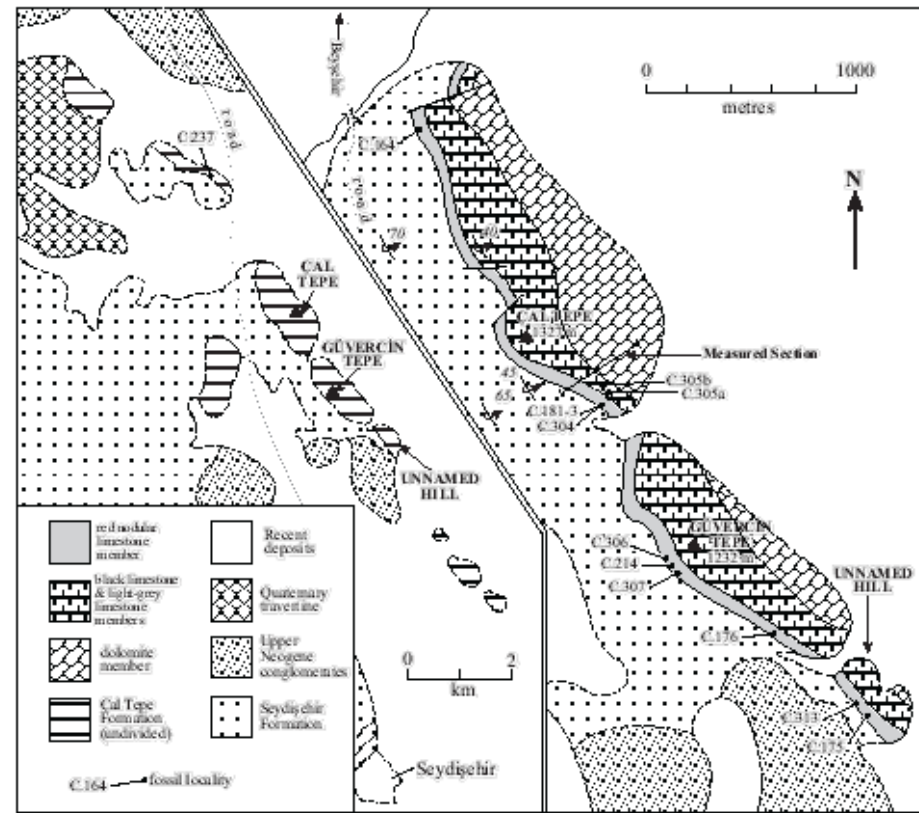 Beyşehir
0
1000
metres
road
C.237
C.164
N
road
70
40
CAL
TEPE
CAL TEPE
1327m
GÜVERCİN
TEPE
Measured Section
45
C.305b
C.305a
65
C.181-3
C.304
UNNAMED
HILL
GÜVERCİN
TEPE
C.306
C.214
C.307
UNNAMED
HILL
C.176
C.313
C.175
red nodular
limestone
member
Recent
deposits
black limestone
& light-grey
limestone
members
Quaternary
travertine
dolomite
member
Upper
Neogene
conglomerates
Cal Tepe
Formation
(undivided)
Seydişehir
Formation
C.164
fossil locality
0
2
km
Seydişehir